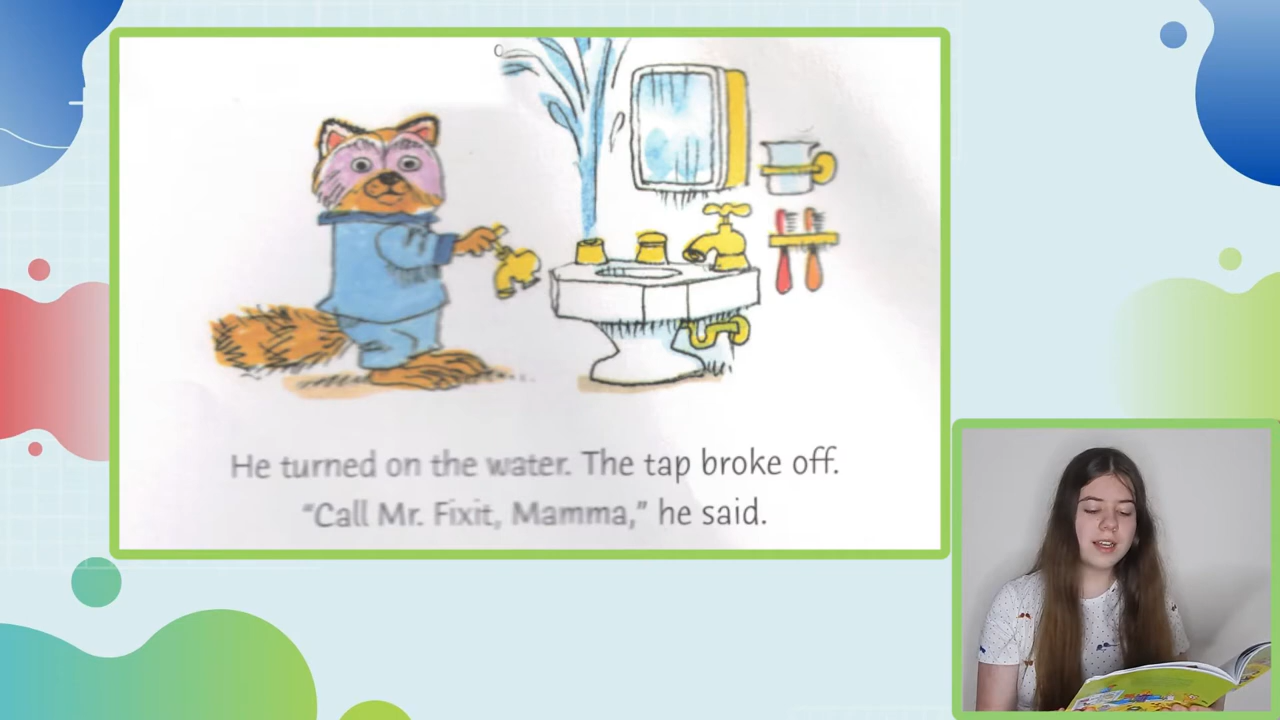 He turned on the water. The tap broke off.
“Call Mr. Fixit, Mamma,” he said.